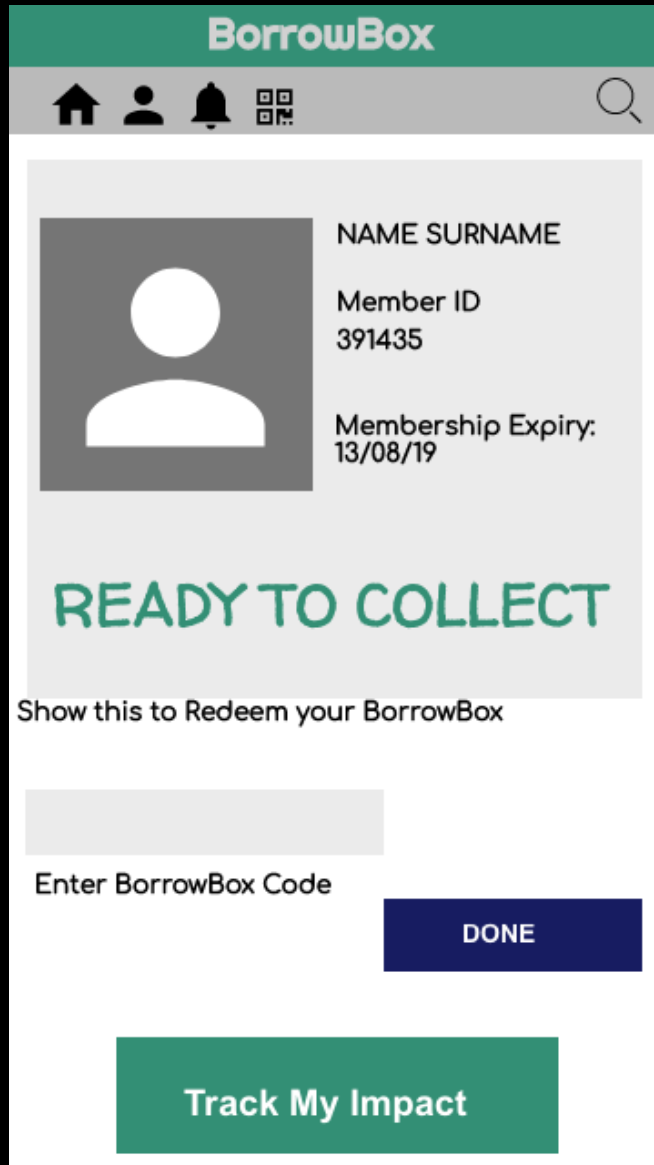 BorrowBox
NAME SURNAME
Member ID
391435
Membership Expiry:
13/08/19
READY TO COLLECT
Show this to Redeem your BorrowBox
Enter BorrowBox Code
DONE
Track My Impact